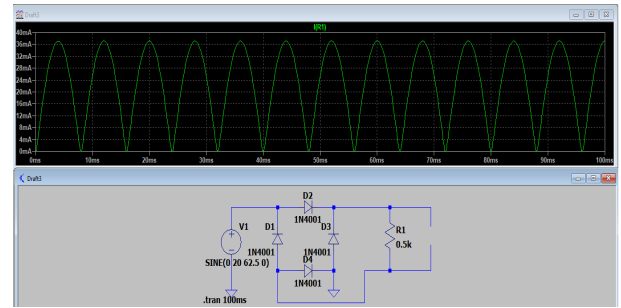 Draft3
I(R1)
40mA
36mA
32mA
28mA
24mA
20mA
16mA
12mA
8mA
4mA
0mA
0ms 10ms 20ms 30ms 40ms 50ms 60ms 70ms 80ms 90ms 100ms
Draft3
D2
V1 D1 1N4001 D3 R1
1N4001 1N4001 0.5k
SINE(0 20 62.5 0) D4
1N4001
.tran 100ms